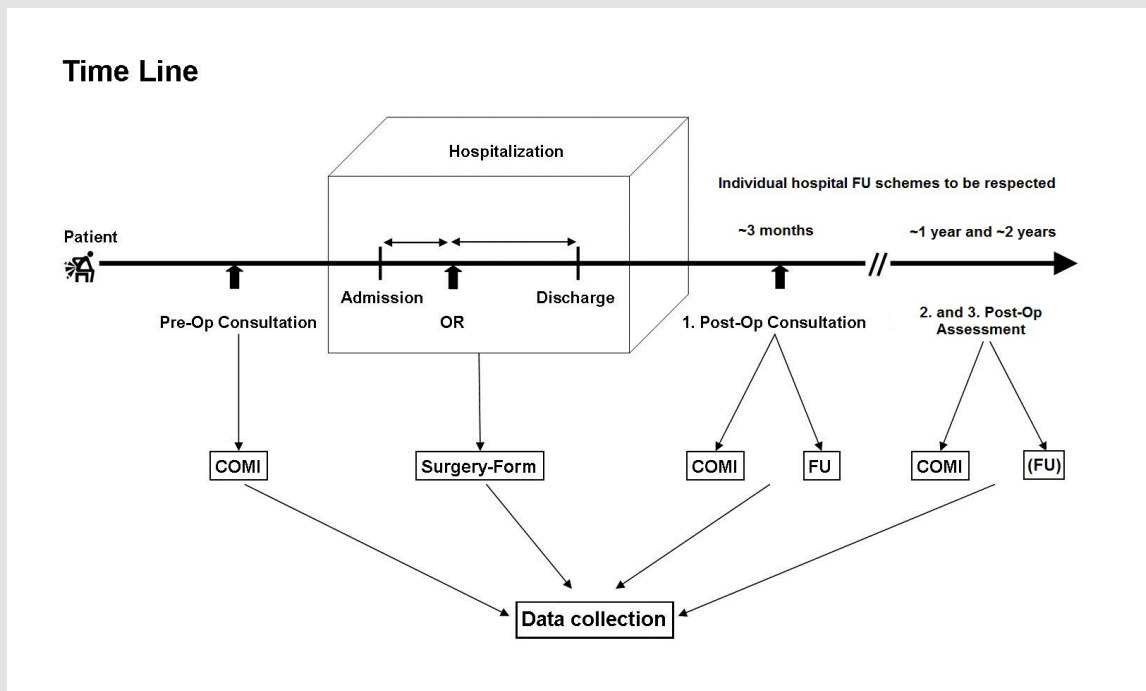 Time Line
Hospitalization
Individual hospital FU schemes to be respected
~3 months
~1 year and ~2 years
Patient
Admission
Discharge
Pre-Op Consultation
OR
1. Post-Op Consultation
2. and 3. Post-Op
Assessment
COMI
Surgery-Form
COMI
FU
COMI
(FU)
Data collection